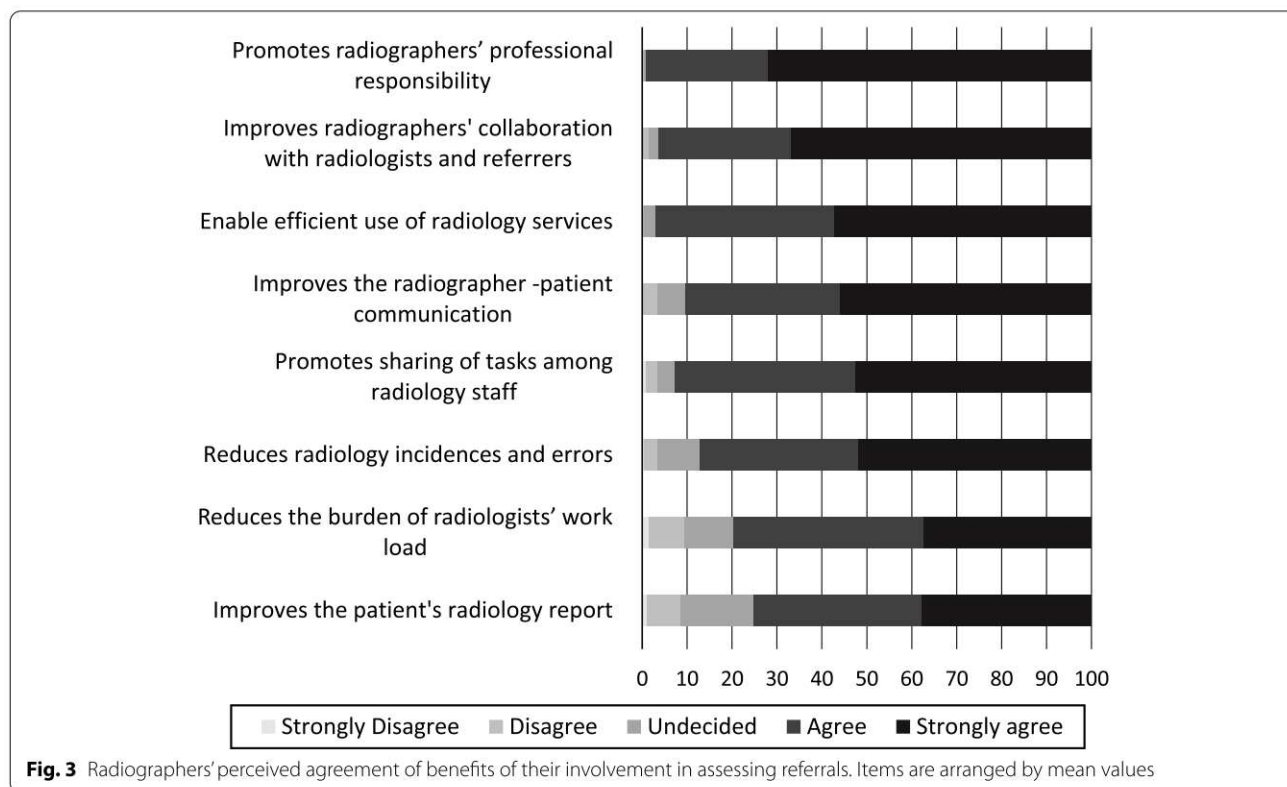 Promotes radiographers’ professional
responsibility
Improves radiographers' collaboration
with radiologists and referrers
Enable efficient use of radiology services
Improves the radiographer -patient
communication
Promotes sharing of tasks among
radiology staff
Reduces radiology incidences and errors
Reduces the burden of radiologists’ work
load
Improves the patient's radiology report
0 10 20 30 40 50 60 70 80 90 100
Strongly Disagree Disagree Undecided Agree Strongly agree
Fig. 3 Radiographers’ perceived agreement of benefits of their involvement in assessing referrals. Items are arranged by mean values